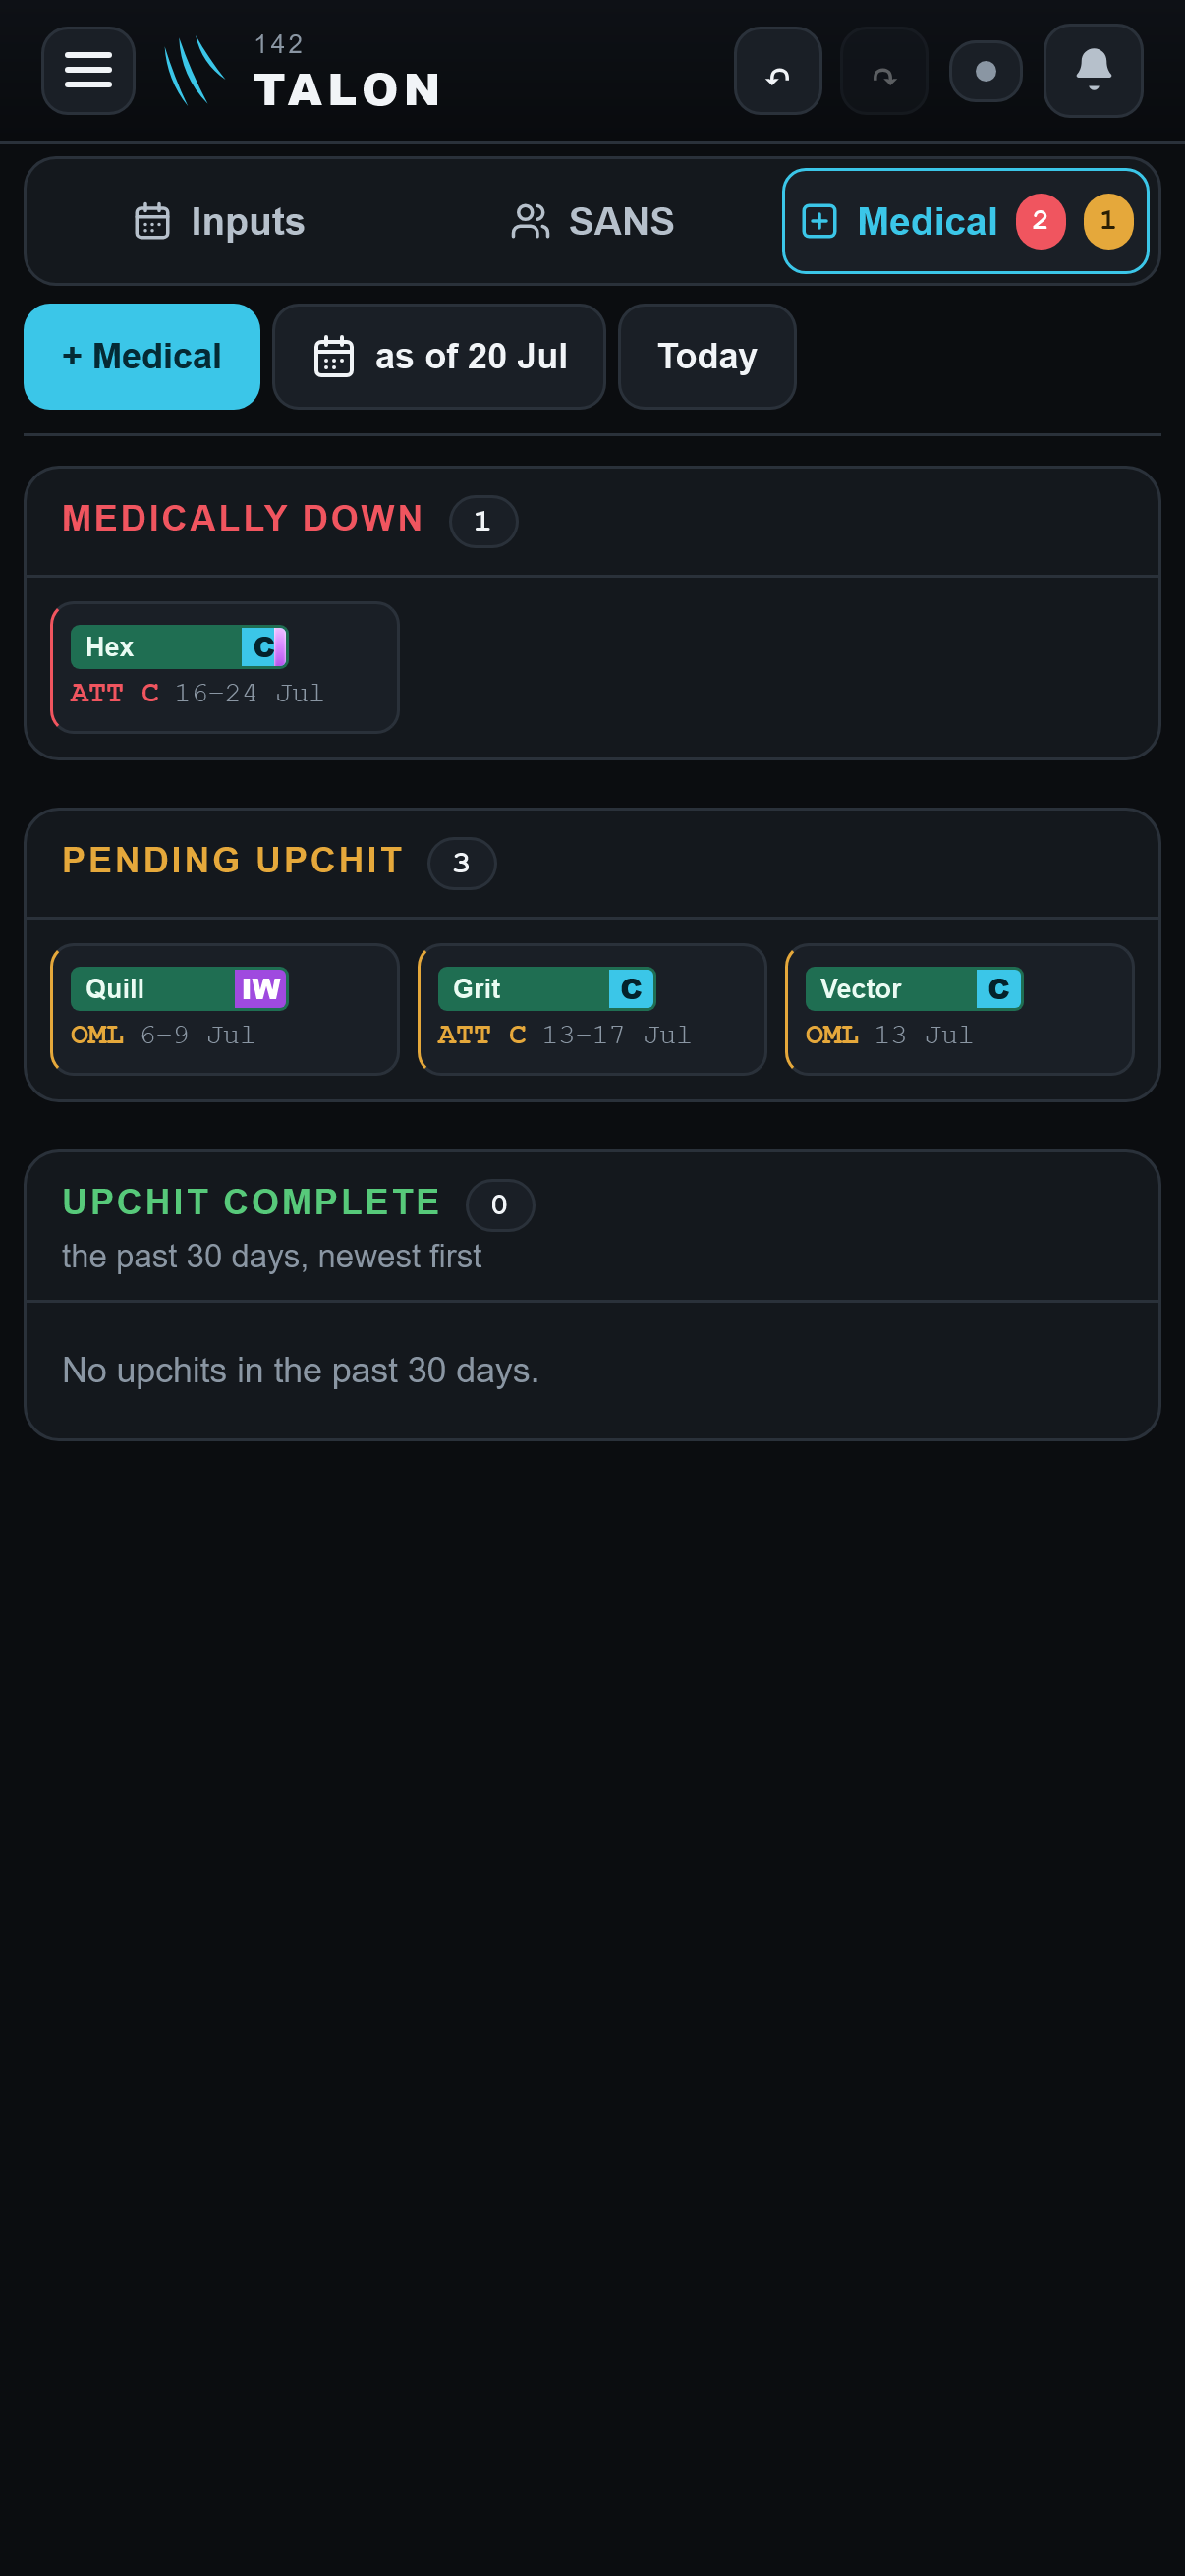 142
TALON
Inputs
SANS
Medical 2 1
+ Medical
as of 20 Jul
Today
MEDICALLY DOWN 1
Hex C
ATT C 16–24 Jul
PENDING UPCHIT 3
Quill IW
OML 6–9 Jul
Grit C
ATT C 13–17 Jul
Vector C
OML 13 Jul
UPCHIT COMPLETE 0
the past 30 days, newest first
No upchits in the past 30 days.